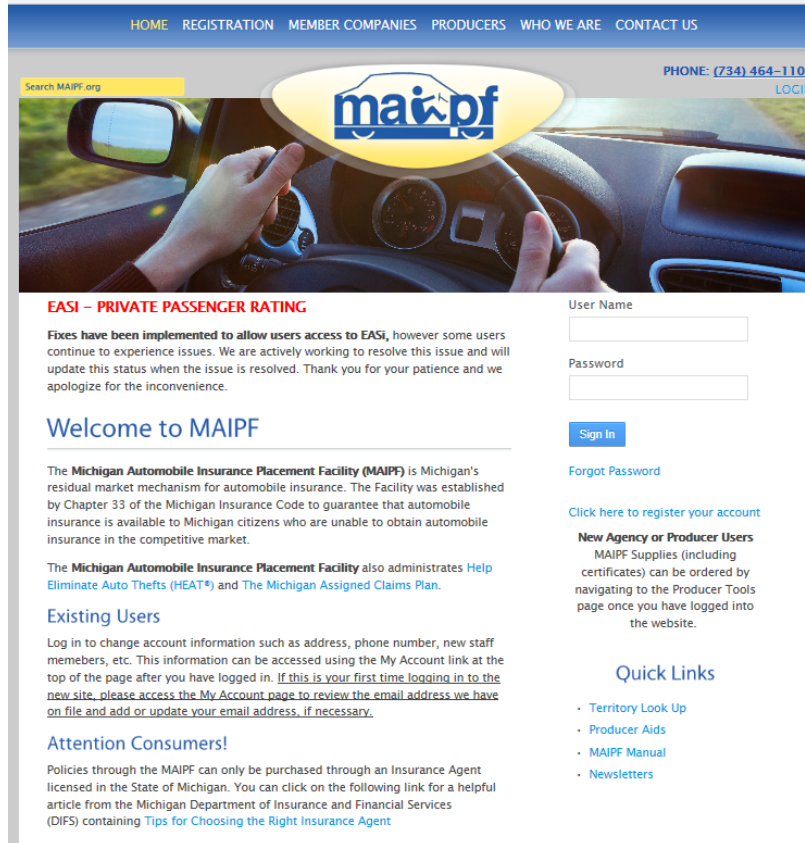 HOME REGISTRATION MEMBER COMPANIES PRODUCERS WHO WE ARE CONTACT US
PHONE: (734) 464-110
LOGI
Search MAIPF.org
maipf
EASI – PRIVATE PASSENGER RATING
Fixes have been implemented to allow users access to EASi, however some users
continue to experience issues. We are actively working to resolve this issue and will
update this status when the issue is resolved. Thank you for your patience and we
apologize for the inconvenience.
Welcome to MAIPF
The Michigan Automobile Insurance Placement Facility (MAIPF) is Michigan's
residual market mechanism for automobile insurance. The Facility was established
by Chapter 33 of the Michigan Insurance Code to guarantee that automobile
insurance is available to Michigan citizens who are unable to obtain automobile
insurance in the competitive market.
The Michigan Automobile Insurance Placement Facility also administrates Help
Eliminate Auto Thefts (HEAT®) and The Michigan Assigned Claims Plan.
Existing Users
Log in to change account information such as address, phone number, new staff
memebers, etc. This information can be accessed using the My Account link at the
top of the page after you have logged in. If this is your first time logging in to the
new site, please access the My Account page to review the email address we have
on file and add or update your email address, if necessary.
Attention Consumers!
Policies through the MAIPF can only be purchased through an Insurance Agent
licensed in the State of Michigan. You can click on the following link for a helpful
article from the Michigan Department of Insurance and Financial Services
(DIFS) containing Tips for Choosing the Right Insurance Agent
User Name
Password
Sign In
Forgot Password
Click here to register your account
New Agency or Producer Users
MAIPF Supplies (including
certificates) can be ordered by
navigating to the Producer Tools
page once you have logged into
the website.
Quick Links
Territory Look Up
Producer Aids
MAIPF Manual
Newsletters